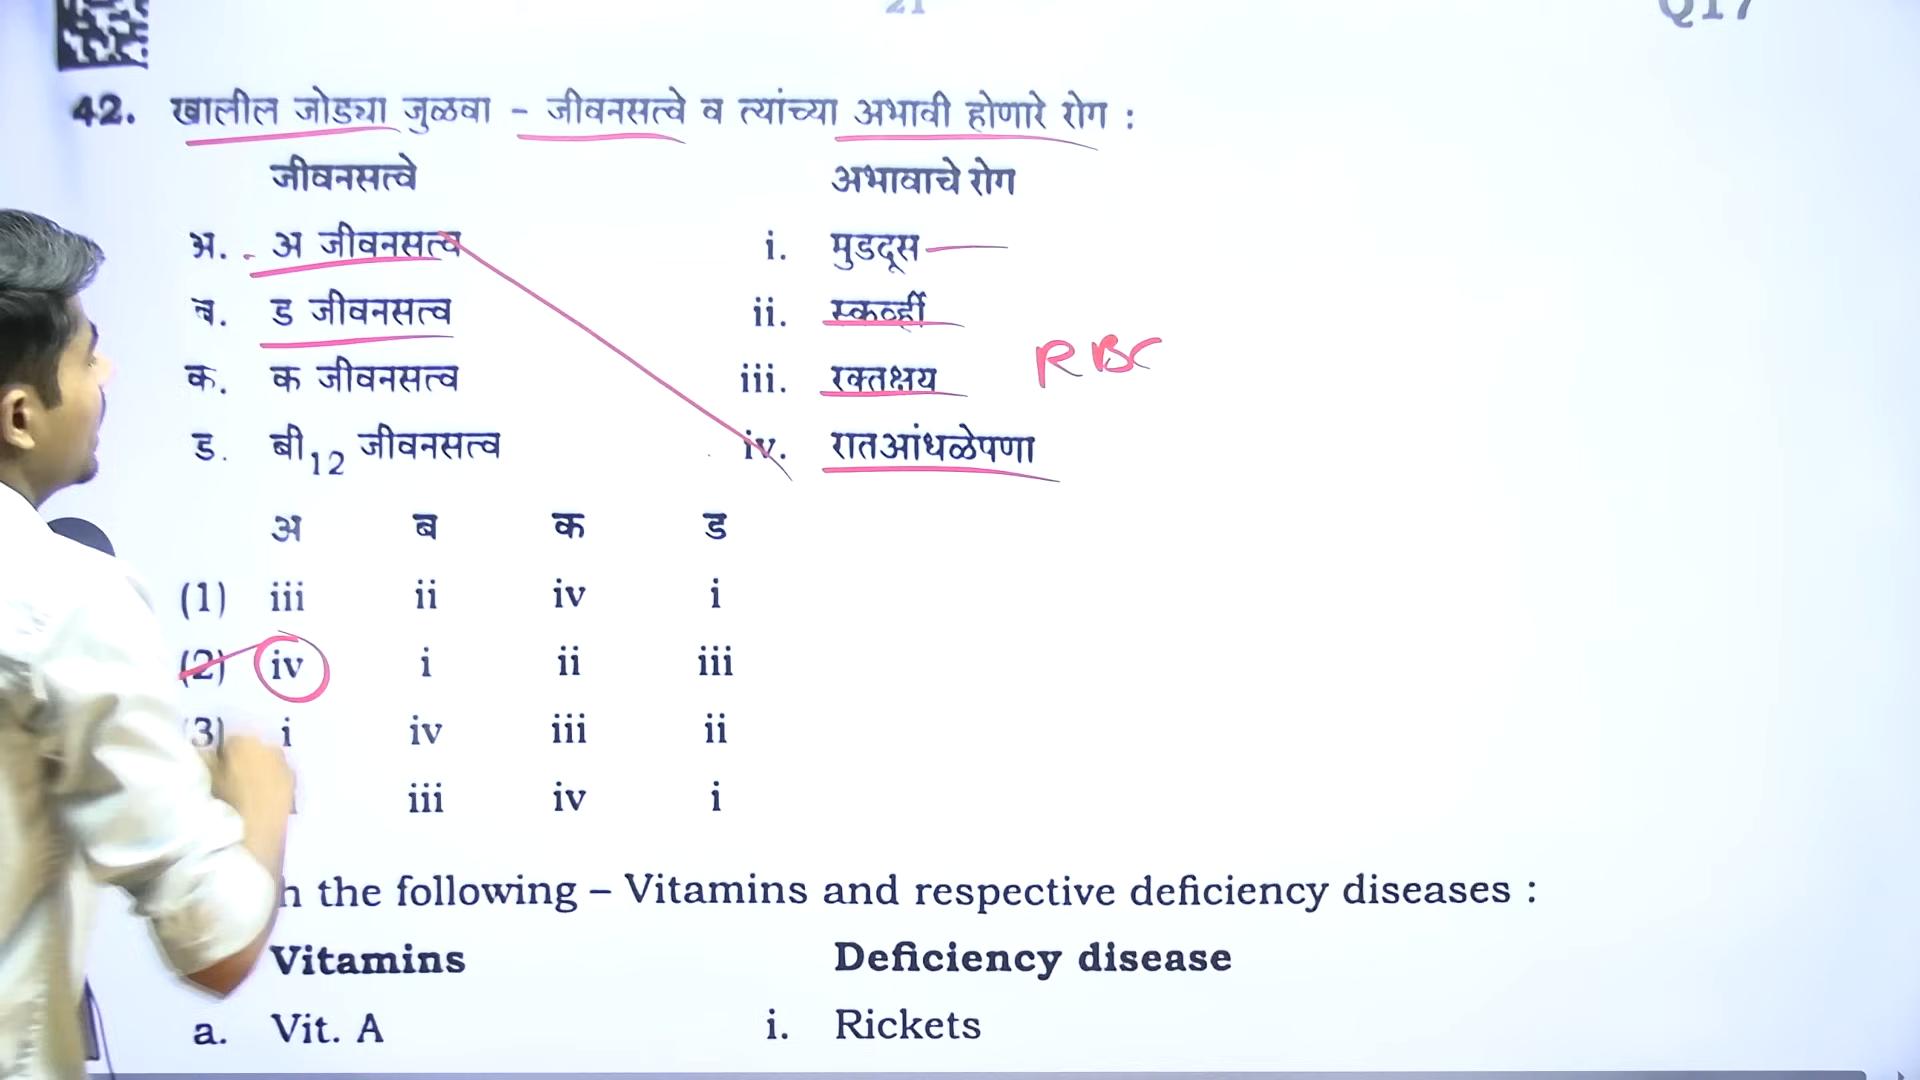 42. खालील जोड्या जुळवा – जीवनसत्वे व त्यांच्या अभावी होणारे रोग :
जीवनसत्वे अभावाचे रोग
अ. अ जीवनसत्व i. मुडदूस
ब. ड जीवनसत्व ii. स्कर्व्ही
क. क जीवनसत्व iii. रक्तक्षय RBC
ड. बी12 जीवनसत्व iv. रातआंधळेपणा
अ ब क ड
(1) iii ii iv i
(2) iv i ii iii
(3) i iv iii ii
iii iv i
the following – Vitamins and respective deficiency diseases :
Vitamins Deficiency disease
a. Vit. A i. Rickets